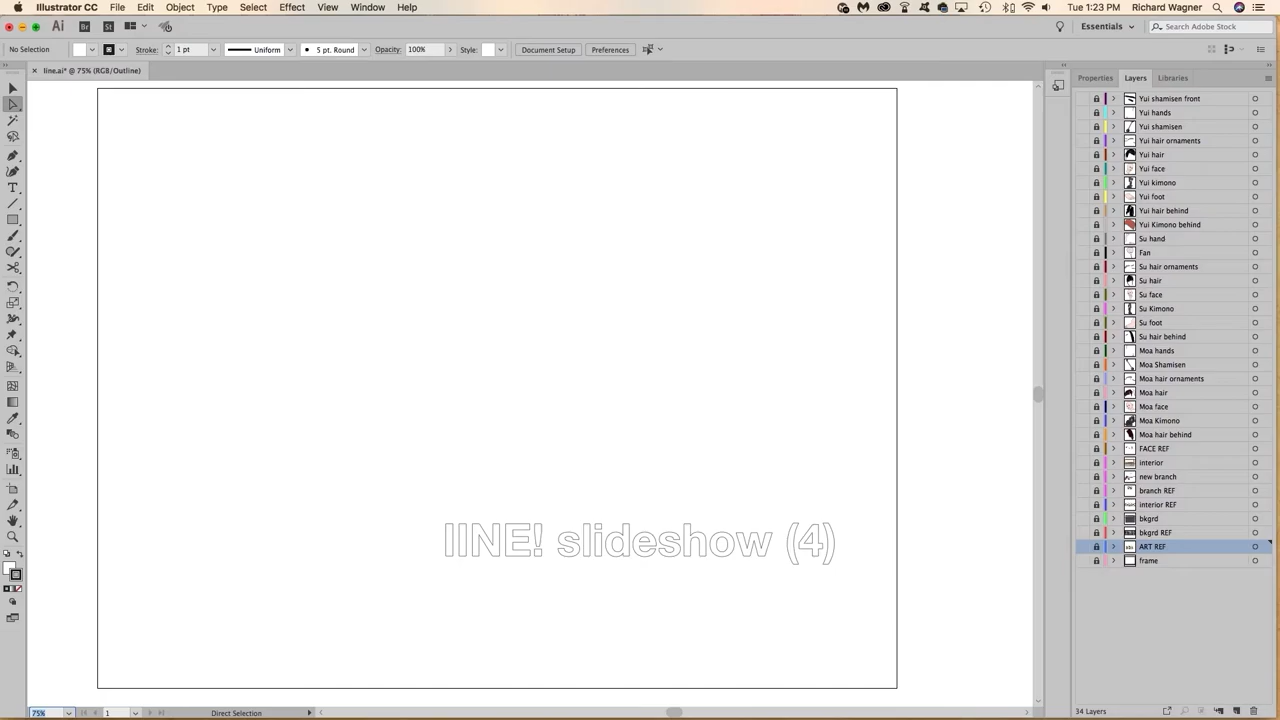 Illustrator CC File Edit Object Type Select Effect View Window Help Tue 1:23 PM Richard Wagner
Ai Br St Essentials Search Adobe Stock
No Selection Stroke: 1 pt Uniform 5 pt. Round Opacity: 100% Style: Document Setup Preferences
× line.ai* @ 75% (RGB/Outline)
Properties Layers Libraries
Yui shamisen front
Yui hands
Yui shamisen
Yui hair ornaments
Yui hair
Yui face
Yui kimono
Yui foot
Yui hair behind
Yui Kimono behind
Su hand
Fan
Su hair ornaments
Su hair
Su face
Su Kimono
Su foot
Su hair behind
Moa hands
Moa Shamisen
Moa hair ornaments
Moa hair
Moa face
Moa Kimono
Moa hair behind
FACE REF
interior
new branch
branch REF
interior REF
bkgrd
bkgrd REF
ART REF
frame
lINE! slideshow (4)
75% 1 Direct Selection
34 Layers